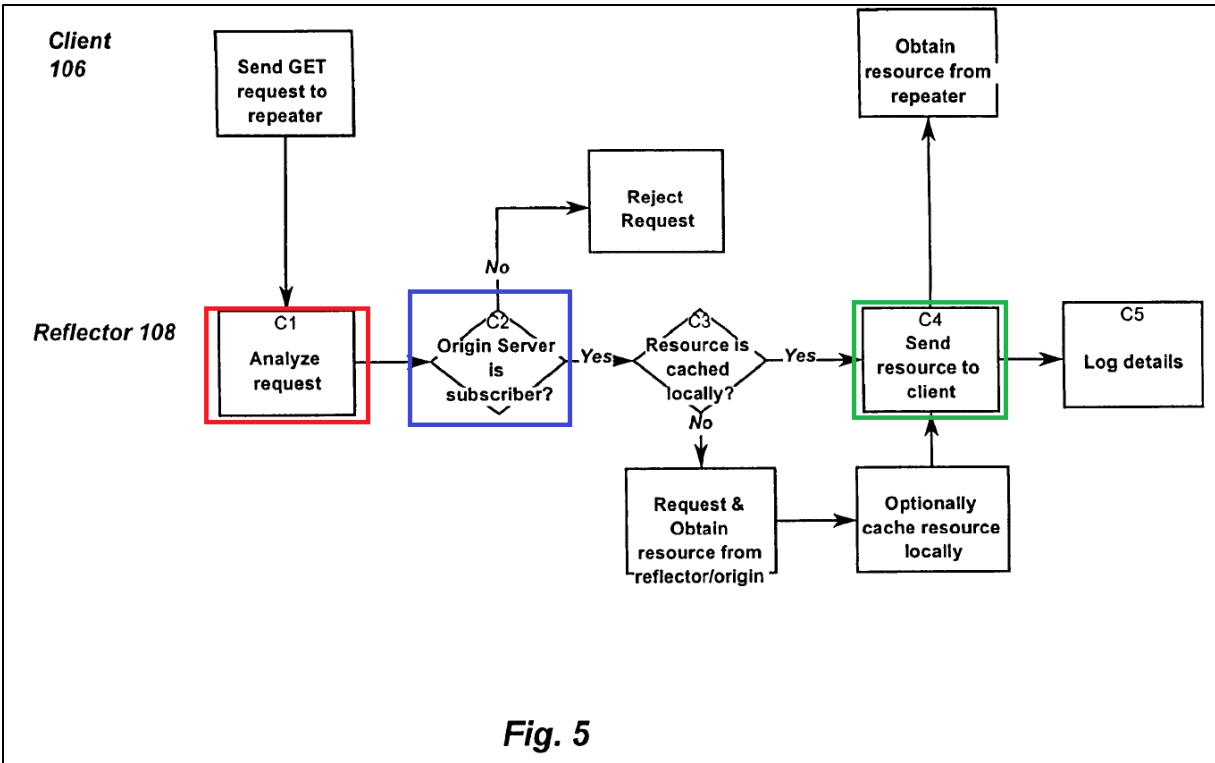 Client
106
Send GET
request to
repeater
Obtain
resource from
repeater
Reject
Request
No
Reflector 108
C1
Analyze
request
C2
Origin Server
is
subscriber?
Yes
C3
Resource is
cached
locally?
Yes
C4
Send
resource to
client
C5
Log details
No
Request &
Obtain
resource from
reflector/origin
Optionally
cache resource
locally
Fig. 5